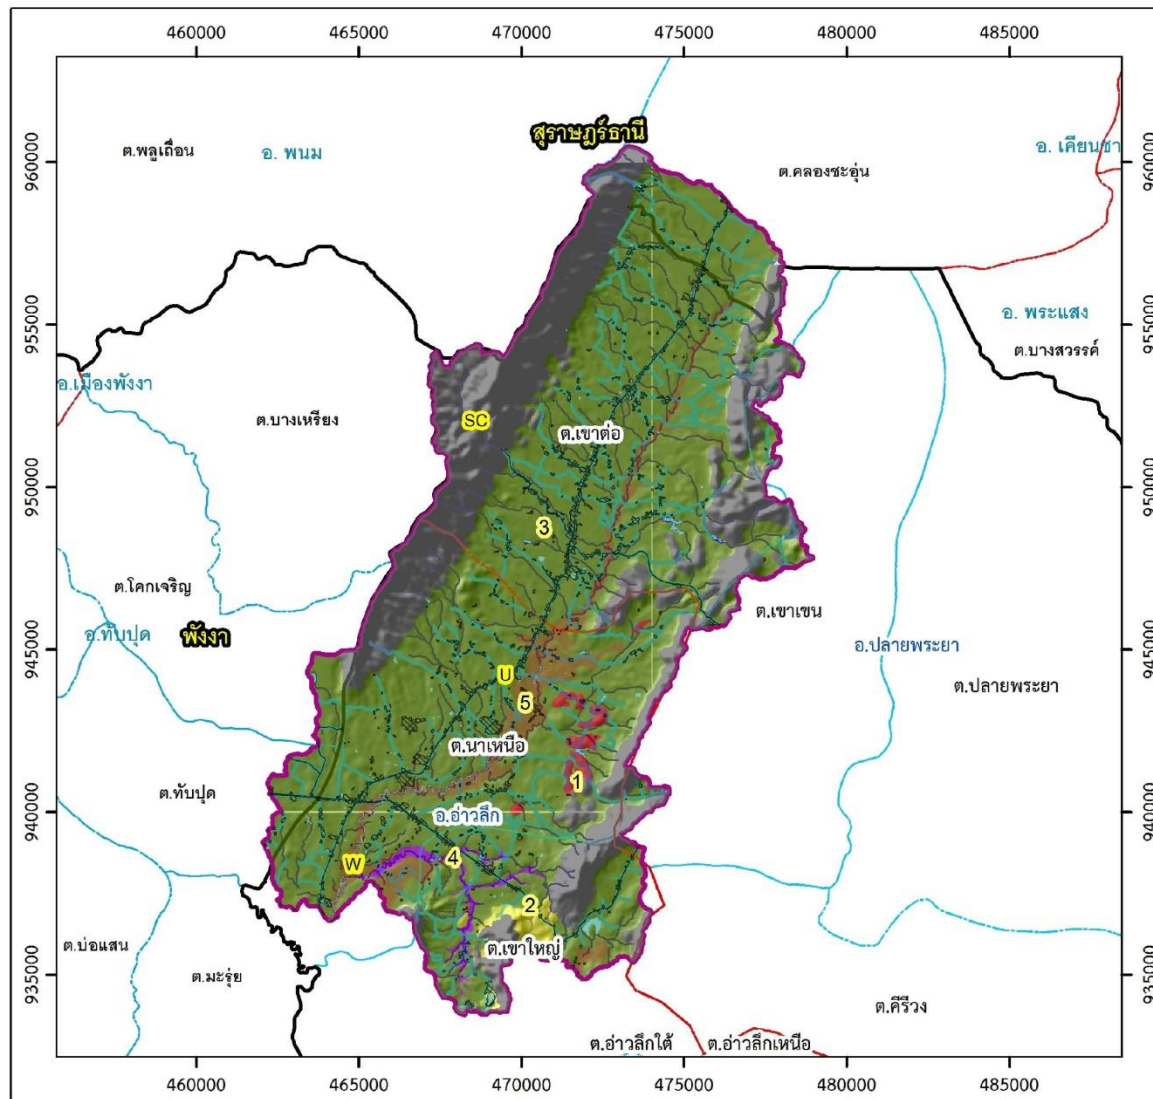 460000 465000 470000 475000 480000 485000
960000 960000
สุราษฎร์ธานี
ต.พลูเถื่อน
อ. พนม
ต.คลองชะอุ่น
อ. เคียนซา
955000 955000
อ. พระแสง
ต.บางสวรรค์
อ.เมืองพังงา
ต.บางเหรียง
SC
ต.เขาต่อ
950000 950000
3
ต.โคกเจริญ
ต.เขาเขน
อ.ทับปุด
พังงา
945000 945000
อ.ปลายพระยา
U
ต.ปลายพระยา
5
ต.นาเหนือ
1
ต.ทับปุด
940000 940000
อ.อ่าวลึก
4
W
2
ต.บ่อแสน
ต.เขาใหญ่
ต.มะรุ่ย
935000 935000
ต.คีรีวง
ต.อ่าวลึกใต้
ต.อ่าวลึกเหนือ
460000 465000 470000 475000 480000 485000